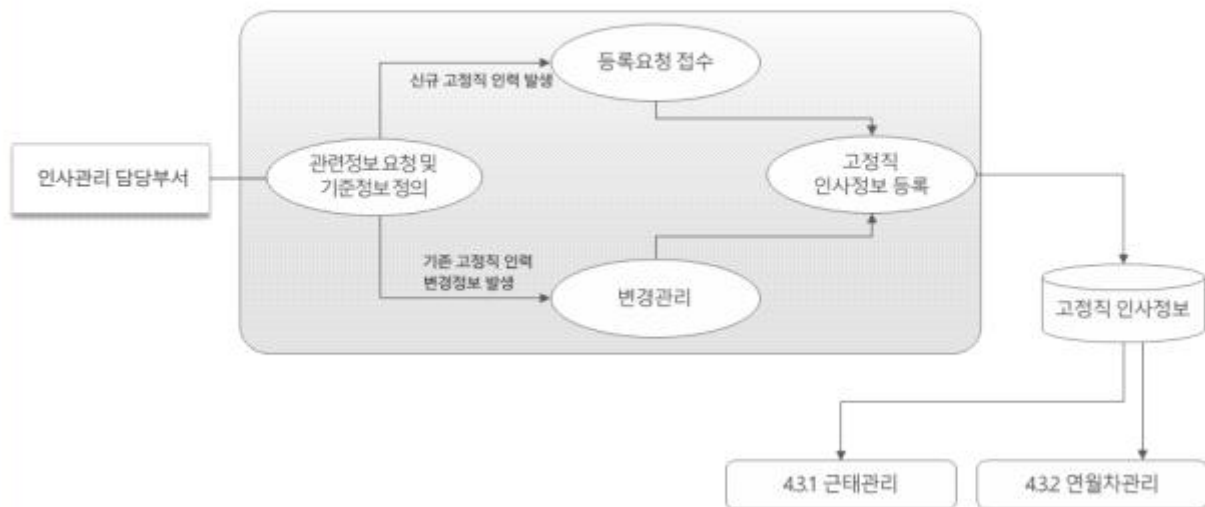 등록요청 접수
신규 고정직 인력 발생
인사관리 담당부서
관련정보 요청 및
기준정보 정의
고정직
인사정보 등록
기존 고정직 인력
변경정보 발생
변경관리
고정직 인사정보
4.3.1 근태관리
4.3.2 연월차관리